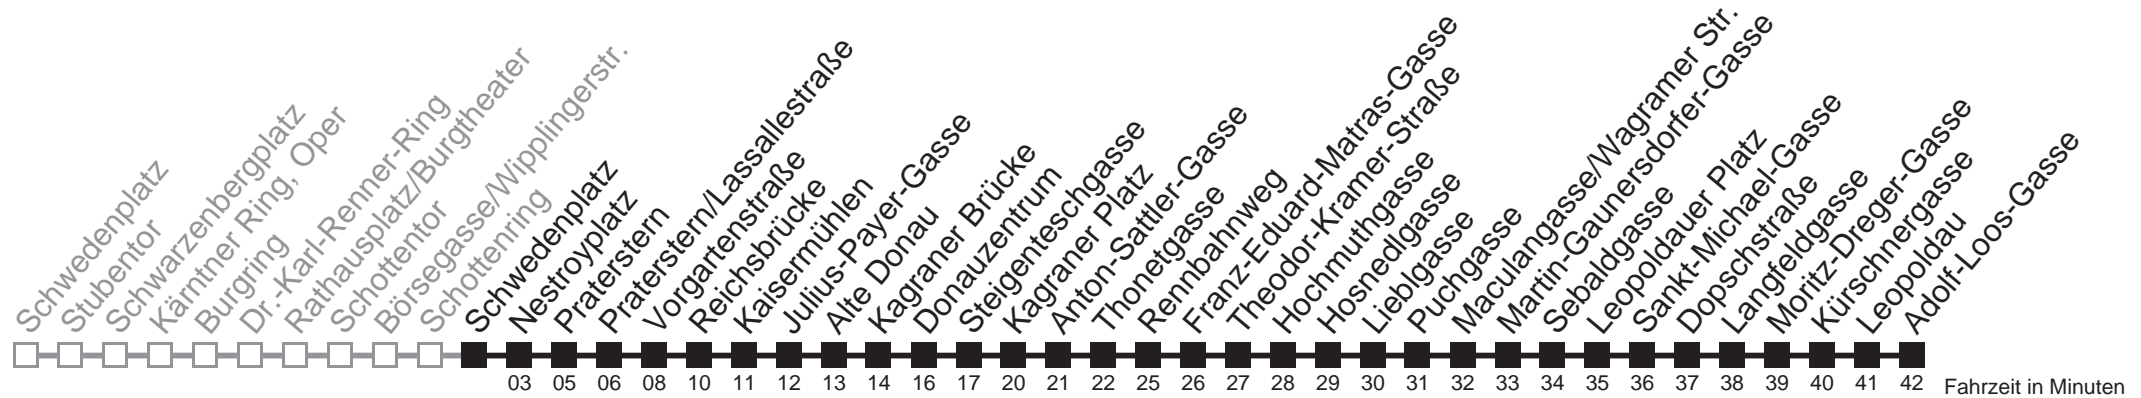 Schwedenplatz
Stubentor
Schwarzenbergplatz
Kärntner Ring, Oper
Burgring
Dr.-Karl-Renner-Ring
Rathausplatz/Burgtheater
Schottentor
Börsegasse/Wipplingerstr.
Schottenring
Schwedenplatz
Nestroyplatz
Praterstern
Praterstern/Lassallestraße
Vorgartenstraße
Reichsbrücke
Kaisermühlen
Julius-Payer-Gasse
Alte Donau
Kagraner Brücke
Donauzentrum
Steigenteschgasse
Kagraner Platz
Anton-Sattler-Gasse
Thonetgasse
Rennbahnweg
Franz-Eduard-Matras-Gasse
Theodor-Kramer-Straße
Hochmuthgasse
Hosnedlgasse
Lieblgasse
Puchgasse
Maculangasse/Wagramer Str.
Martin-Gaunersdorfer-Gasse
Sebaldgasse
Leopoldauer Platz
Sankt-Michael-Gasse
Dopschstraße
Langfeldgasse
Moritz-Dreger-Gasse
Kürschnergasse
Leopoldau
Adolf-Loos-Gasse
03 05 06 08 10 11 12 13 14 16 17 20 21 22 25 26 27 28 29 30 31 32 33 34 35 36 37 38 39 40 41 42 Fahrzeit in Minuten